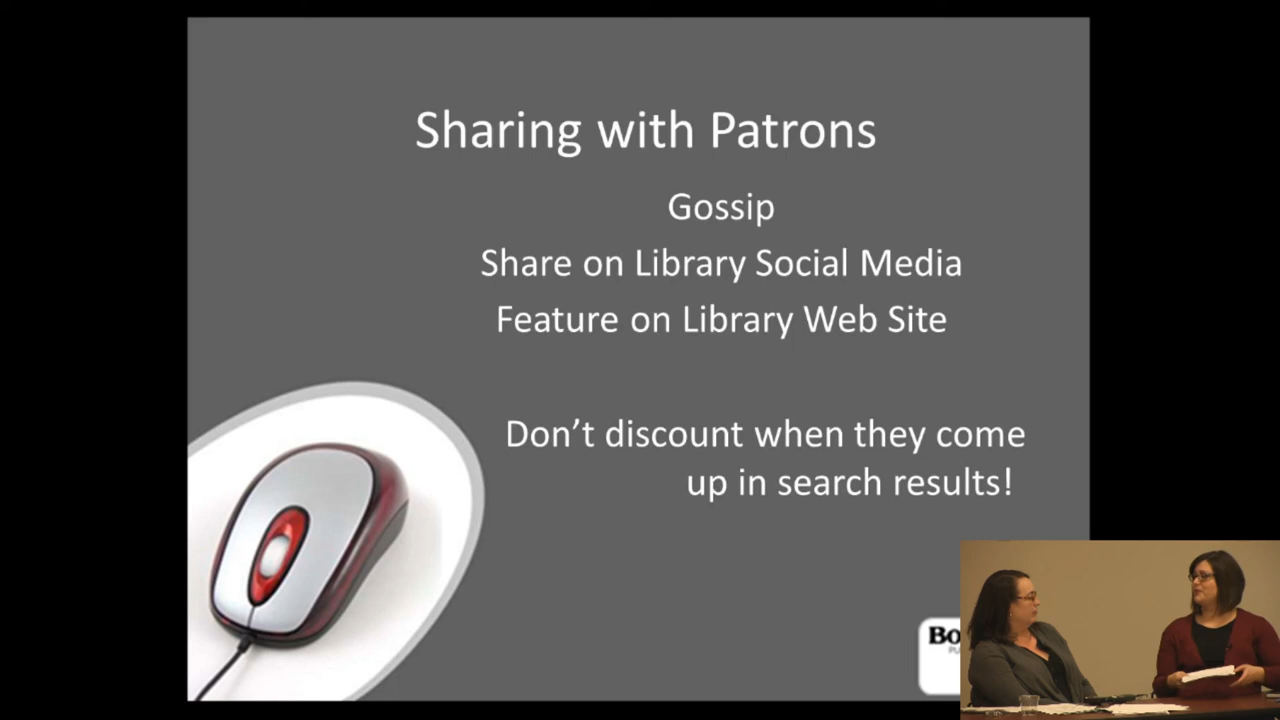 Sharing with Patrons
Gossip
Share on Library Social Media
Feature on Library Web Site
Don’t discount when they come
up in search results!